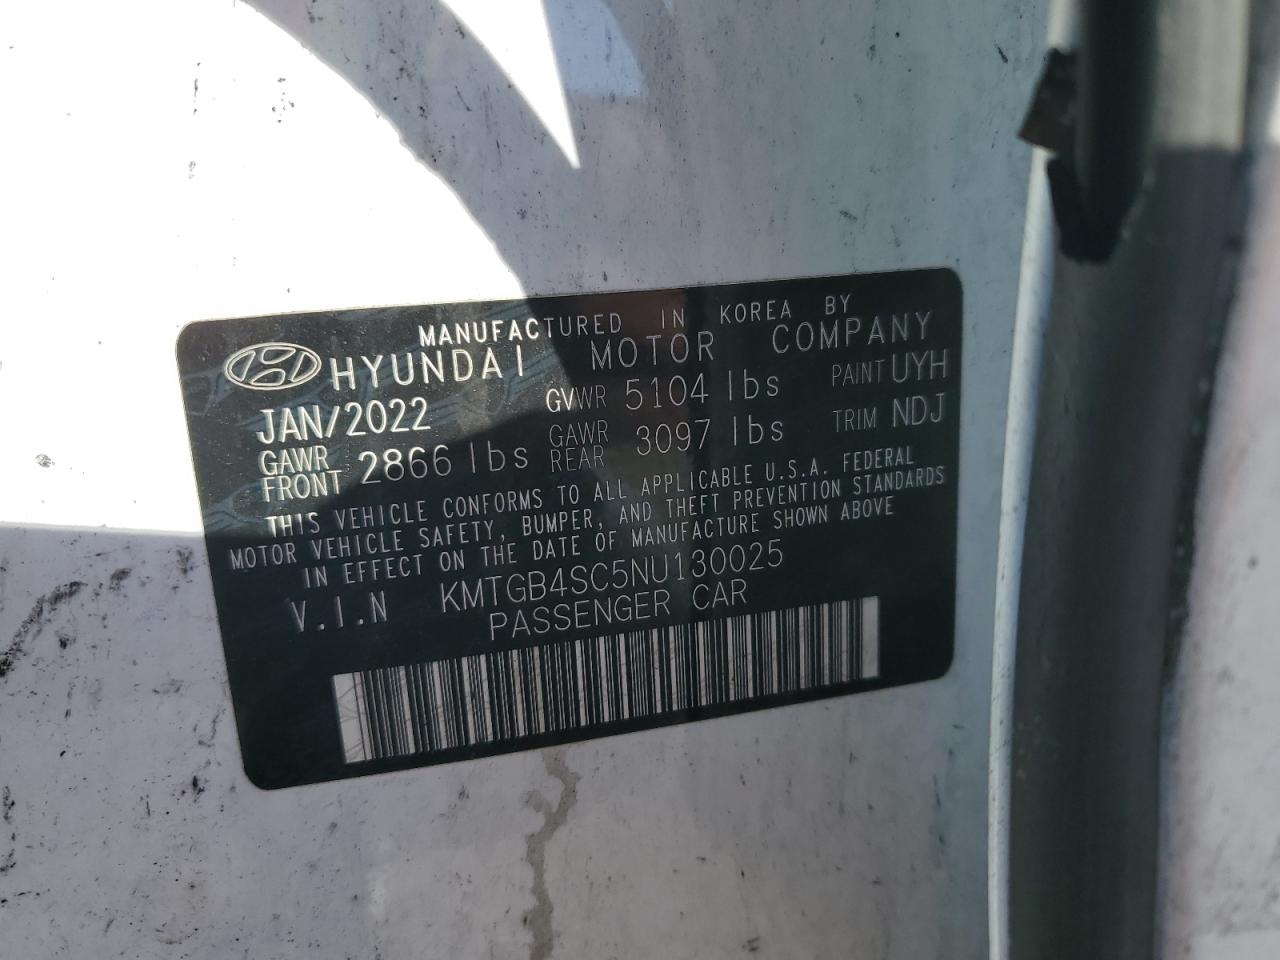 MANUFACTURED IN KOREA BY
HYUNDAI MOTOR COMPANY
JAN/2022 GVWR 5104 lbs PAINT UYH
GAWR FRONT 2866 lbs GAWR REAR 3097 lbs TRIM NDJ
THIS VEHICLE CONFORMS TO ALL APPLICABLE U.S.A. FEDERAL
MOTOR VEHICLE SAFETY, BUMPER, AND THEFT PREVENTION STANDARDS
IN EFFECT ON THE DATE OF MANUFACTURE SHOWN ABOVE
V.I.N KMTGB4SC5NU130025
PASSENGER CAR